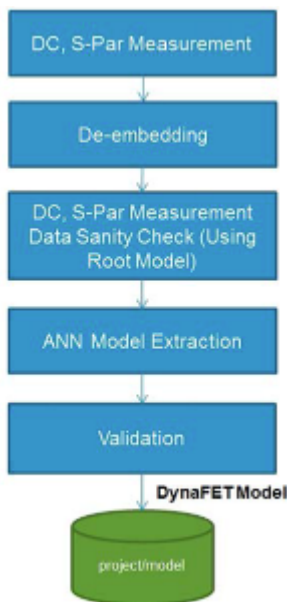 DC, S-Par Measurement
De-embedding
DC, S-Par Measurement
Data Sanity Check (Using
Root Model)
ANN Model Extraction
Validation
DynaFET Model
project/model